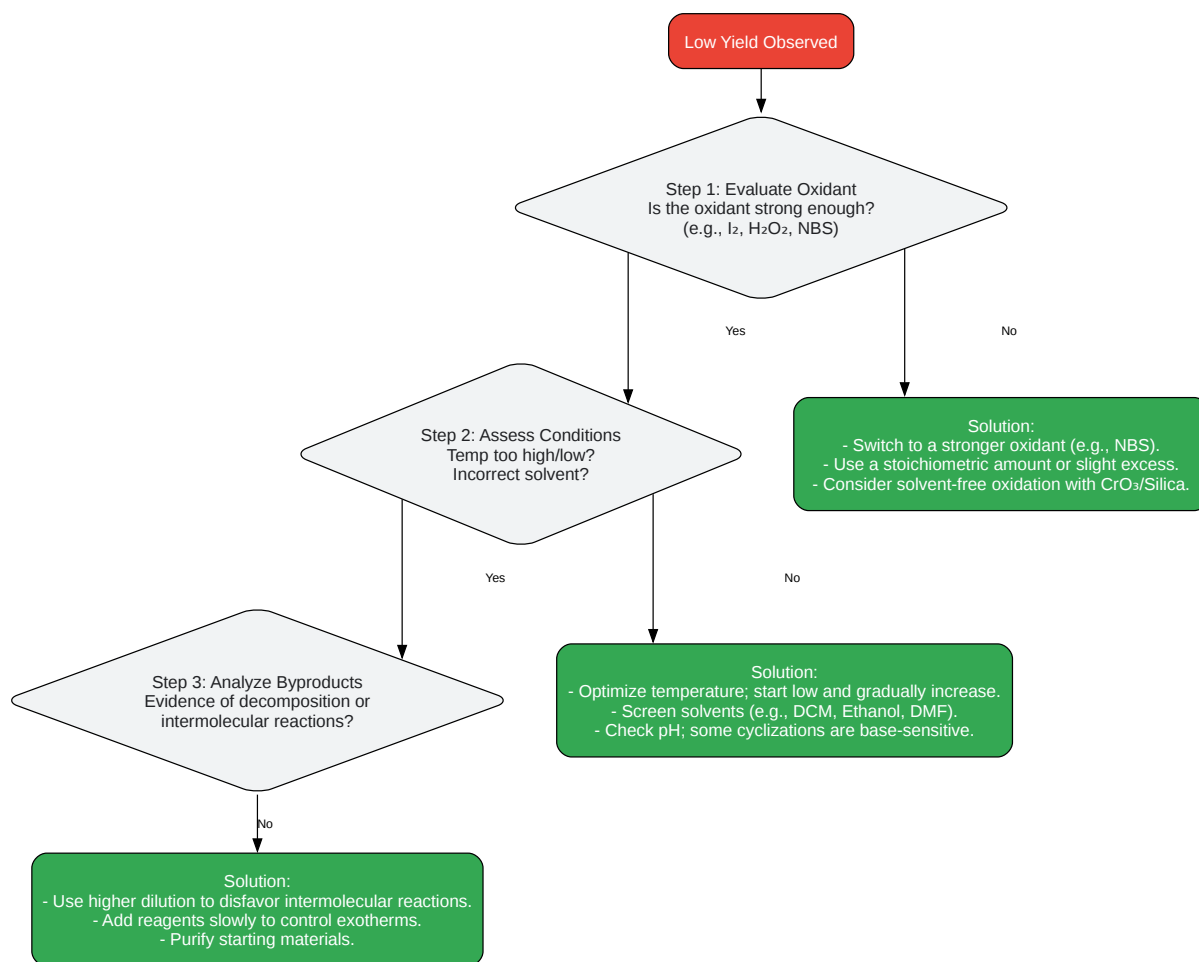 Low Yield Observed
Step 1: Evaluate Oxidant
Is the oxidant strong enough?
(e.g., I₂, H₂O₂, NBS)
Yes
No
Step 2: Assess Conditions
Temp too high/low?
Incorrect solvent?
Solution:
- Switch to a stronger oxidant (e.g., NBS).
- Use a stoichiometric amount or slight excess.
- Consider solvent-free oxidation with CrO₃/Silica.
Yes
No
Step 3: Analyze Byproducts
Evidence of decomposition or
intermolecular reactions?
Solution:
- Optimize temperature; start low and gradually increase.
- Screen solvents (e.g., DCM, Ethanol, DMF).
- Check pH; some cyclizations are base-sensitive.
No
Solution:
- Use higher dilution to disfavor intermolecular reactions.
- Add reagents slowly to control exotherms.
- Purify starting materials.